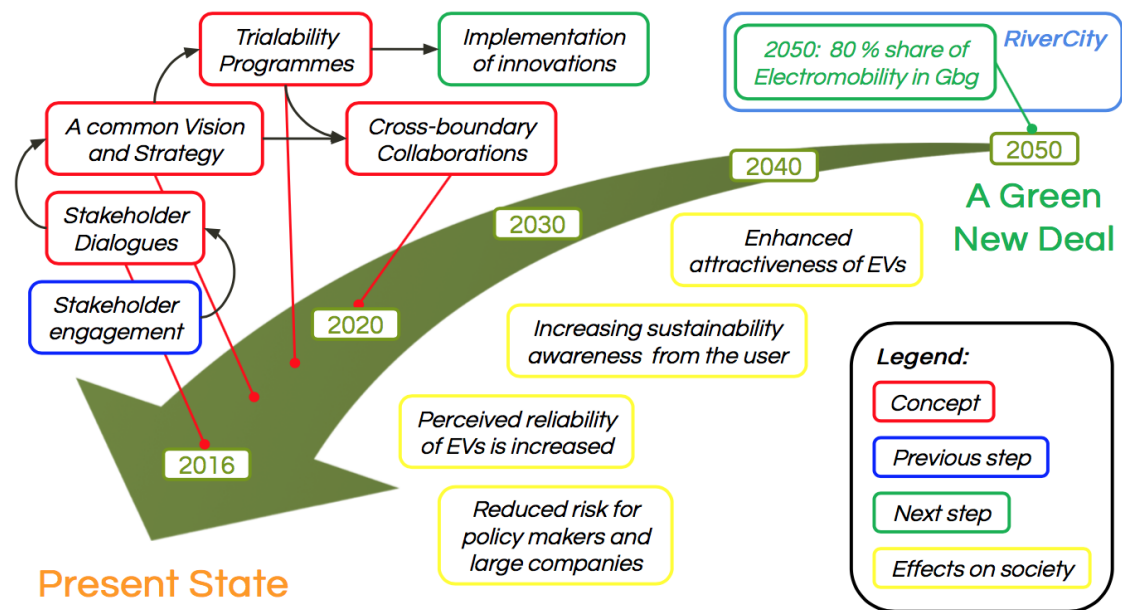 Trialability
Programmes
Implementation
of innovations
RiverCity
2050:  80 % share of
Electromobility in Gbg
A common Vision
and Strategy
Cross-boundary
Collaborations
2050
2040
A Green
New Deal
Stakeholder
Dialogues
2030
Enhanced
attractiveness of EVs
Stakeholder
engagement
2020
Increasing sustainability
awareness  from the user
Legend:
Concept
Previous step
Next step
Effects on society
Perceived reliability
of EVs is increased
2016
Reduced risk for
policy makers and
large companies
Present State